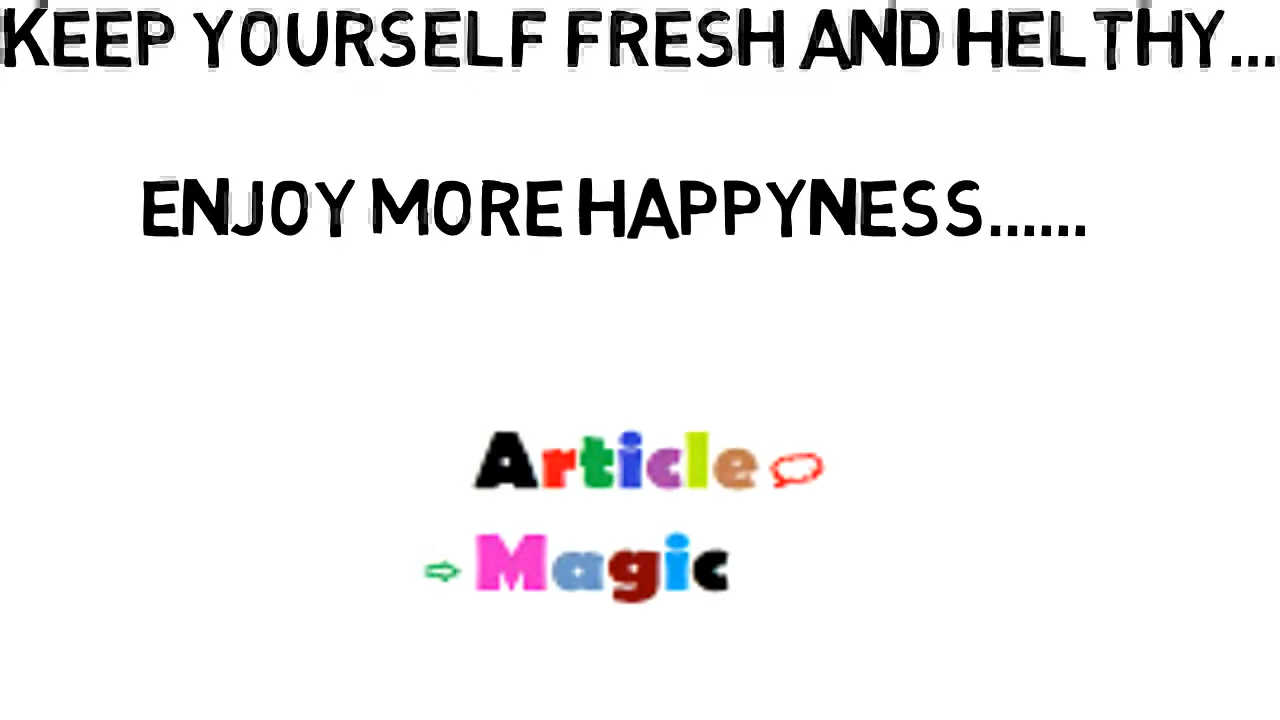 KEEP YOURSELF FRESH AND HELTHY...
ENJOY MORE HAPPYNESS......
Article
Magic